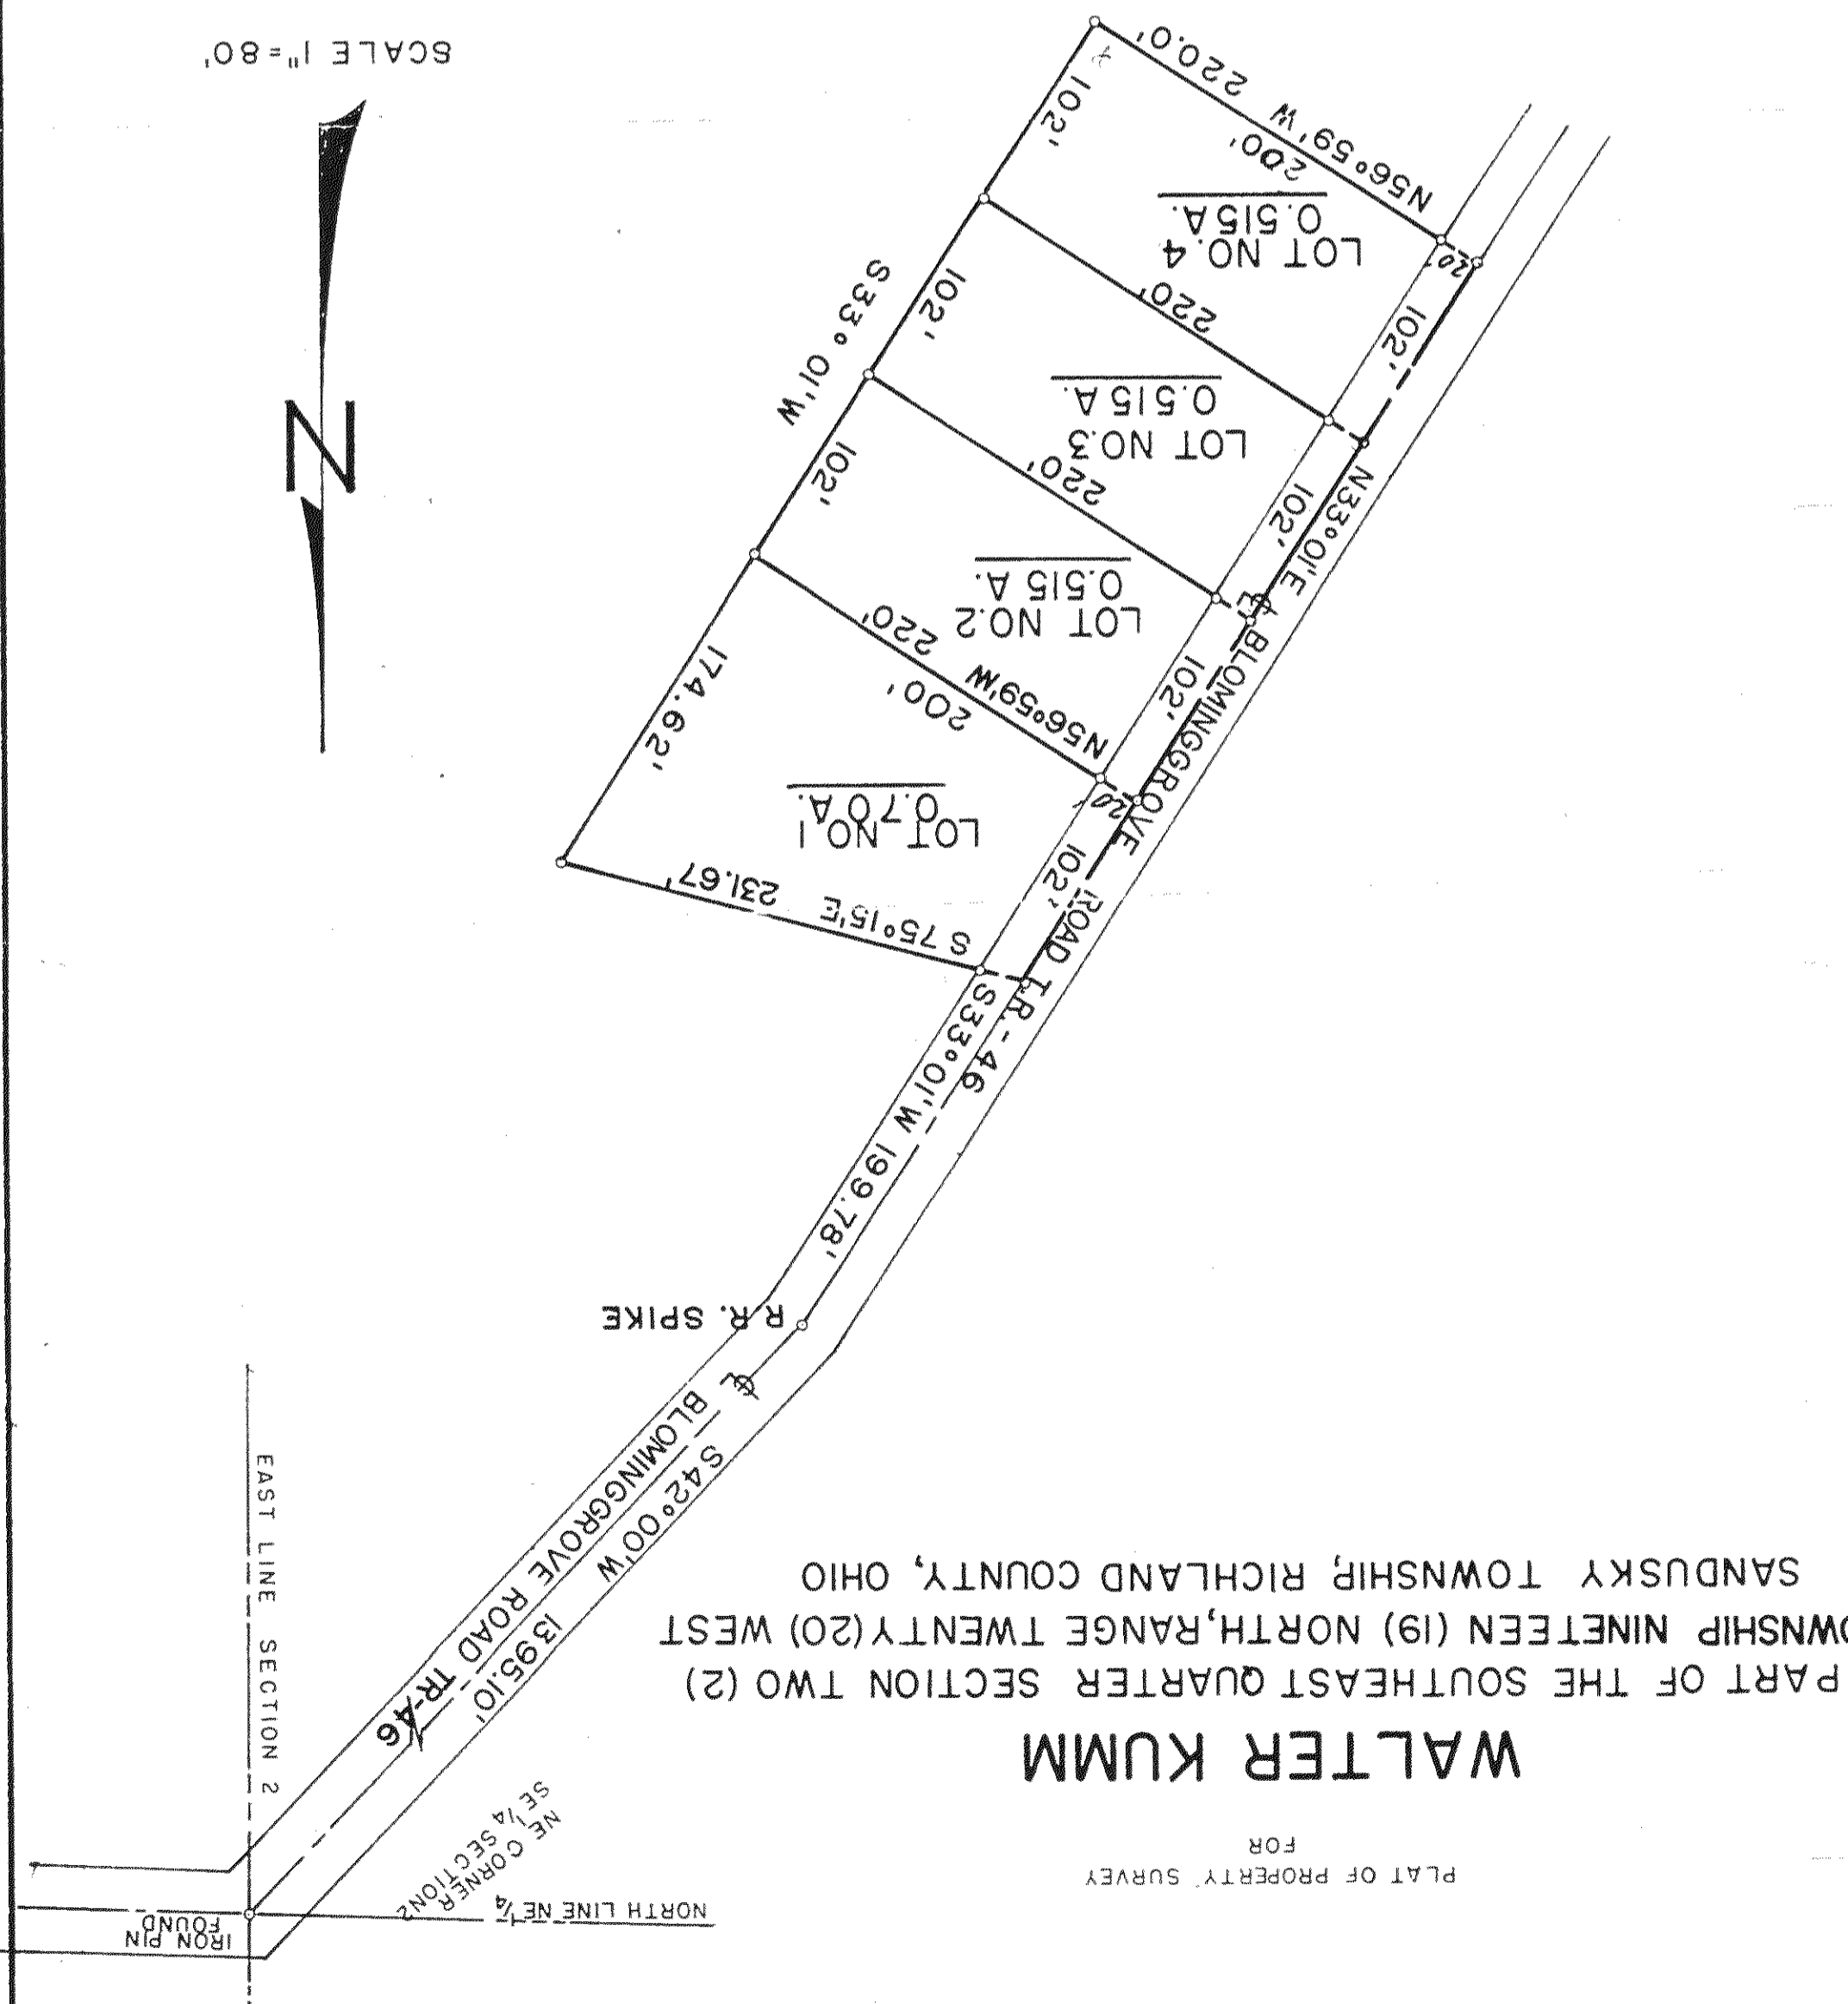 PLAT OF PROPERTY SURVEY
FOR
WALTER KUMM
PART OF THE SOUTHEAST QUARTER SECTION TWO (2)
OWNSHIP NINETEEN (19) NORTH, RANGE TWENTY (20) WEST
SANDUSKY TOWNSHIP, RICHLAND COUNTY, OHIO
NORTH LINE NE 1/4
IRON PIN
FOUND
NE CORNER
SE 1/4 SECTION 2
EAST LINE SECTION 2
S 42° 00' W 1395.10'
BLOMINGGROVE ROAD TR-46
R.R. SPIKE
S33° 01' W 199.78'
BLOMINGGROVE ROAD T.R. - 46
S 75° 15' E 231.67'
LOT NO 1
0.70 A.
174.62'
102'
20'
N56° 59' W 220'
200'
LOT NO. 2
0.515 A.
102'
102'
220'
LOT NO. 3
0.515 A.
102'
102'
N33° 01' E
S 33° 01' W
220'
LOT NO. 4
0.515 A.
102'
102'
20'
200'
N56° 59' W 220.0'
N
SCALE 1" = 80'